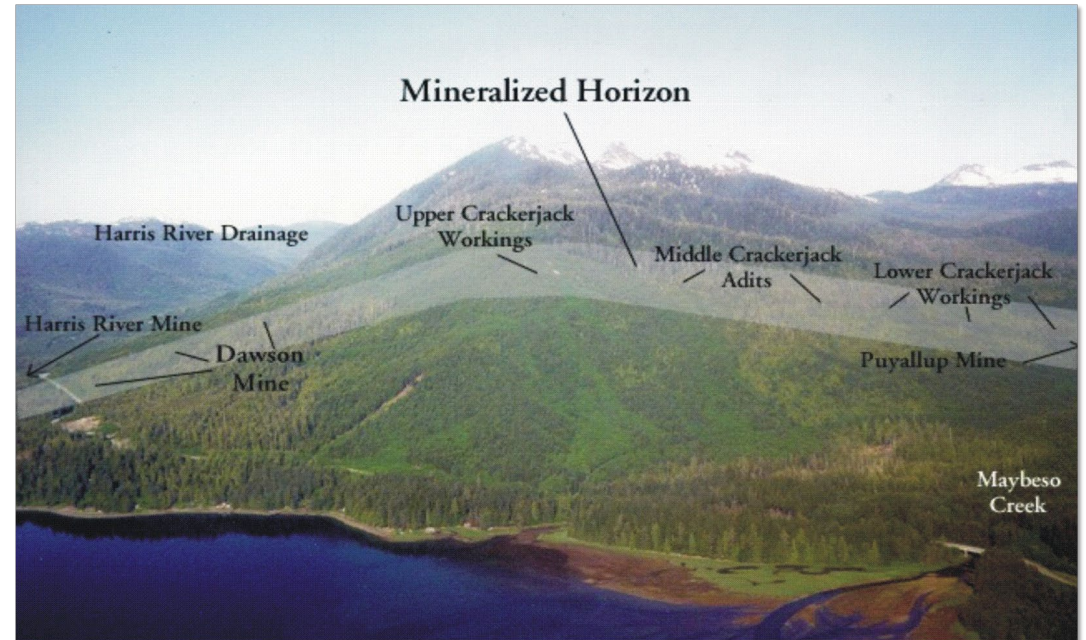 Mineralized Horizon
Upper Crackerjack
Workings
Harris River Drainage
Middle Crackerjack
Adits
Lower Crackerjack
Workings
Harris River Mine
Dawson
Mine
Puyallup Mine
Maybeso
Creek